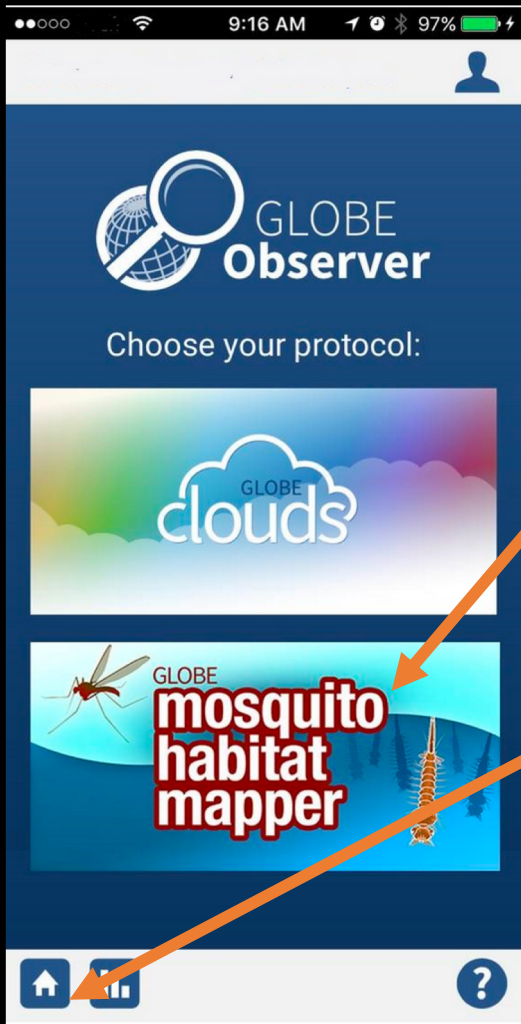 9:16 AM
97%
GLOBE
Observer
Choose your protocol:
GLOBE
clouds
GLOBE
mosquito
habitat
mapper
?